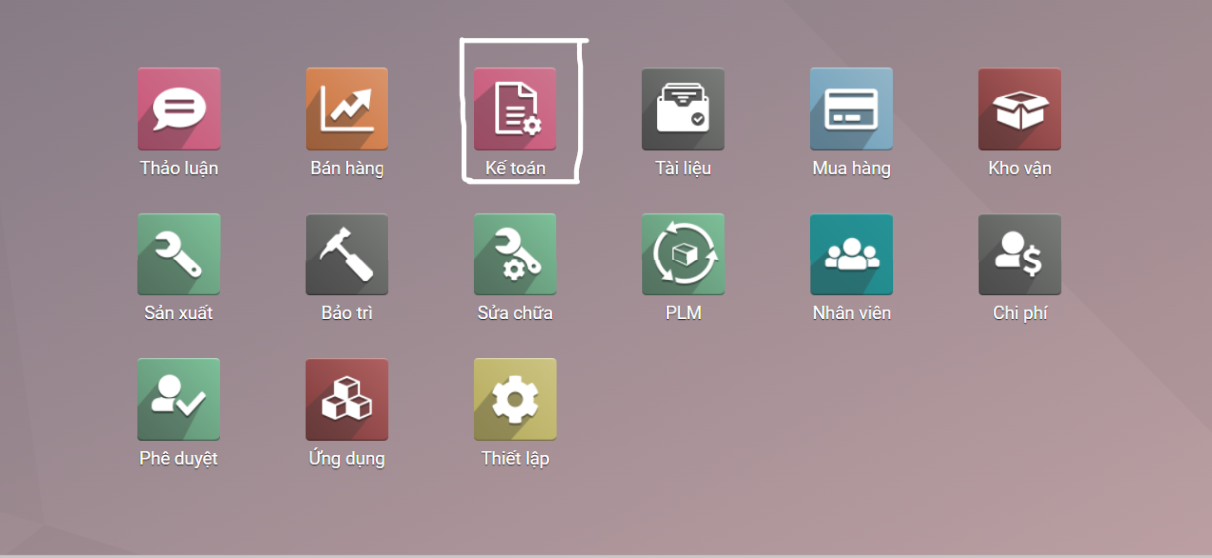 Thảo luận
Bán hàng
Kế toán
Tài liệu
Mua hàng
Kho vận
Sản xuất
Bảo trì
Sửa chữa
PLM
Nhân viên
Chi phí
Phê duyệt
Ứng dụng
Thiết lập